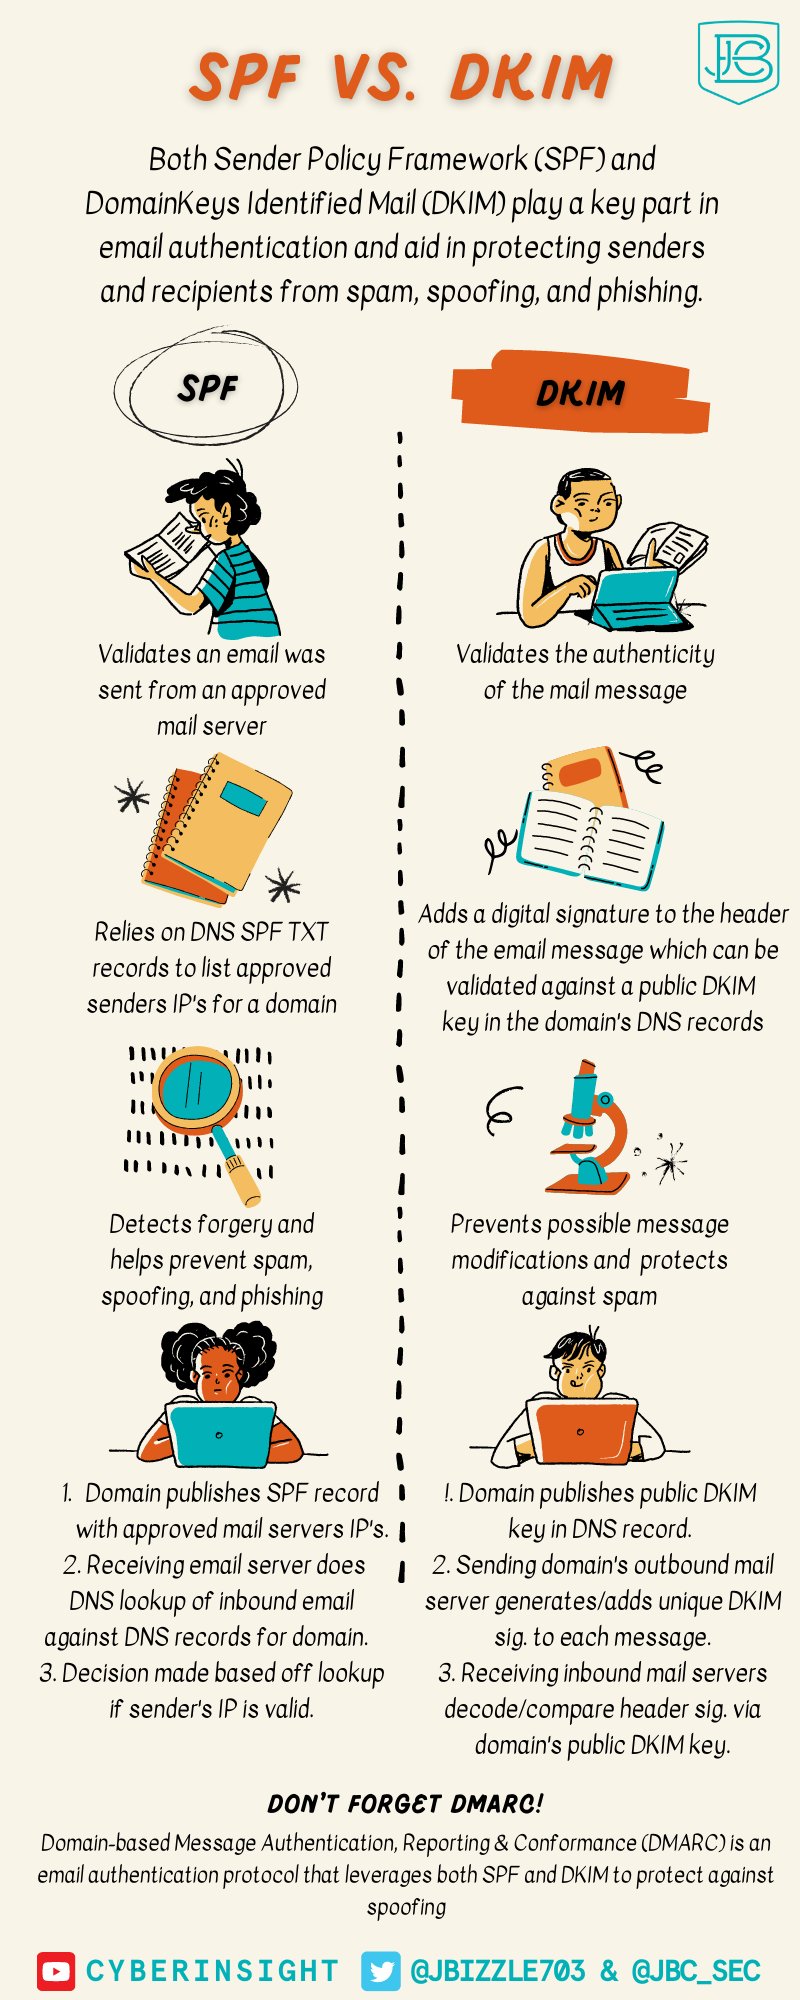 SPF VS. DKIM
JBC
Both Sender Policy Framework (SPF) and
DomainKeys Identified Mail (DKIM) play a key part in
email authentication and aid in protecting senders
and recipients from spam, spoofing, and phishing.
SPF
Validates an email was
sent from an approved
mail server
Relies on DNS SPF TXT
records to list approved
senders IP's for a domain
Detects forgery and
helps prevent spam,
spoofing, and phishing
1. Domain publishes SPF record
with approved mail servers IP's.
2. Receiving email server does
DNS lookup of inbound email
against DNS records for domain.
3. Decision made based off lookup
if sender's IP is valid.
DKIM
Validates the authenticity
of the mail message
Adds a digital signature to the header
of the email message which can be
validated against a public DKIM
key in the domain's DNS records
Prevents possible message
modifications and protects
against spam
!. Domain publishes public DKIM
key in DNS record.
2. Sending domain's outbound mail
server generates/adds unique DKIM
sig. to each message.
3. Receiving inbound mail servers
decode/compare header sig. via
domain's public DKIM key.
DON'T FORGET DMARC!
Domain-based Message Authentication, Reporting & Conformance (DMARC) is an
email authentication protocol that leverages both SPF and DKIM to protect against
spoofing
CYBERINSIGHT @JBIZZLE703 & @JBC_SEC